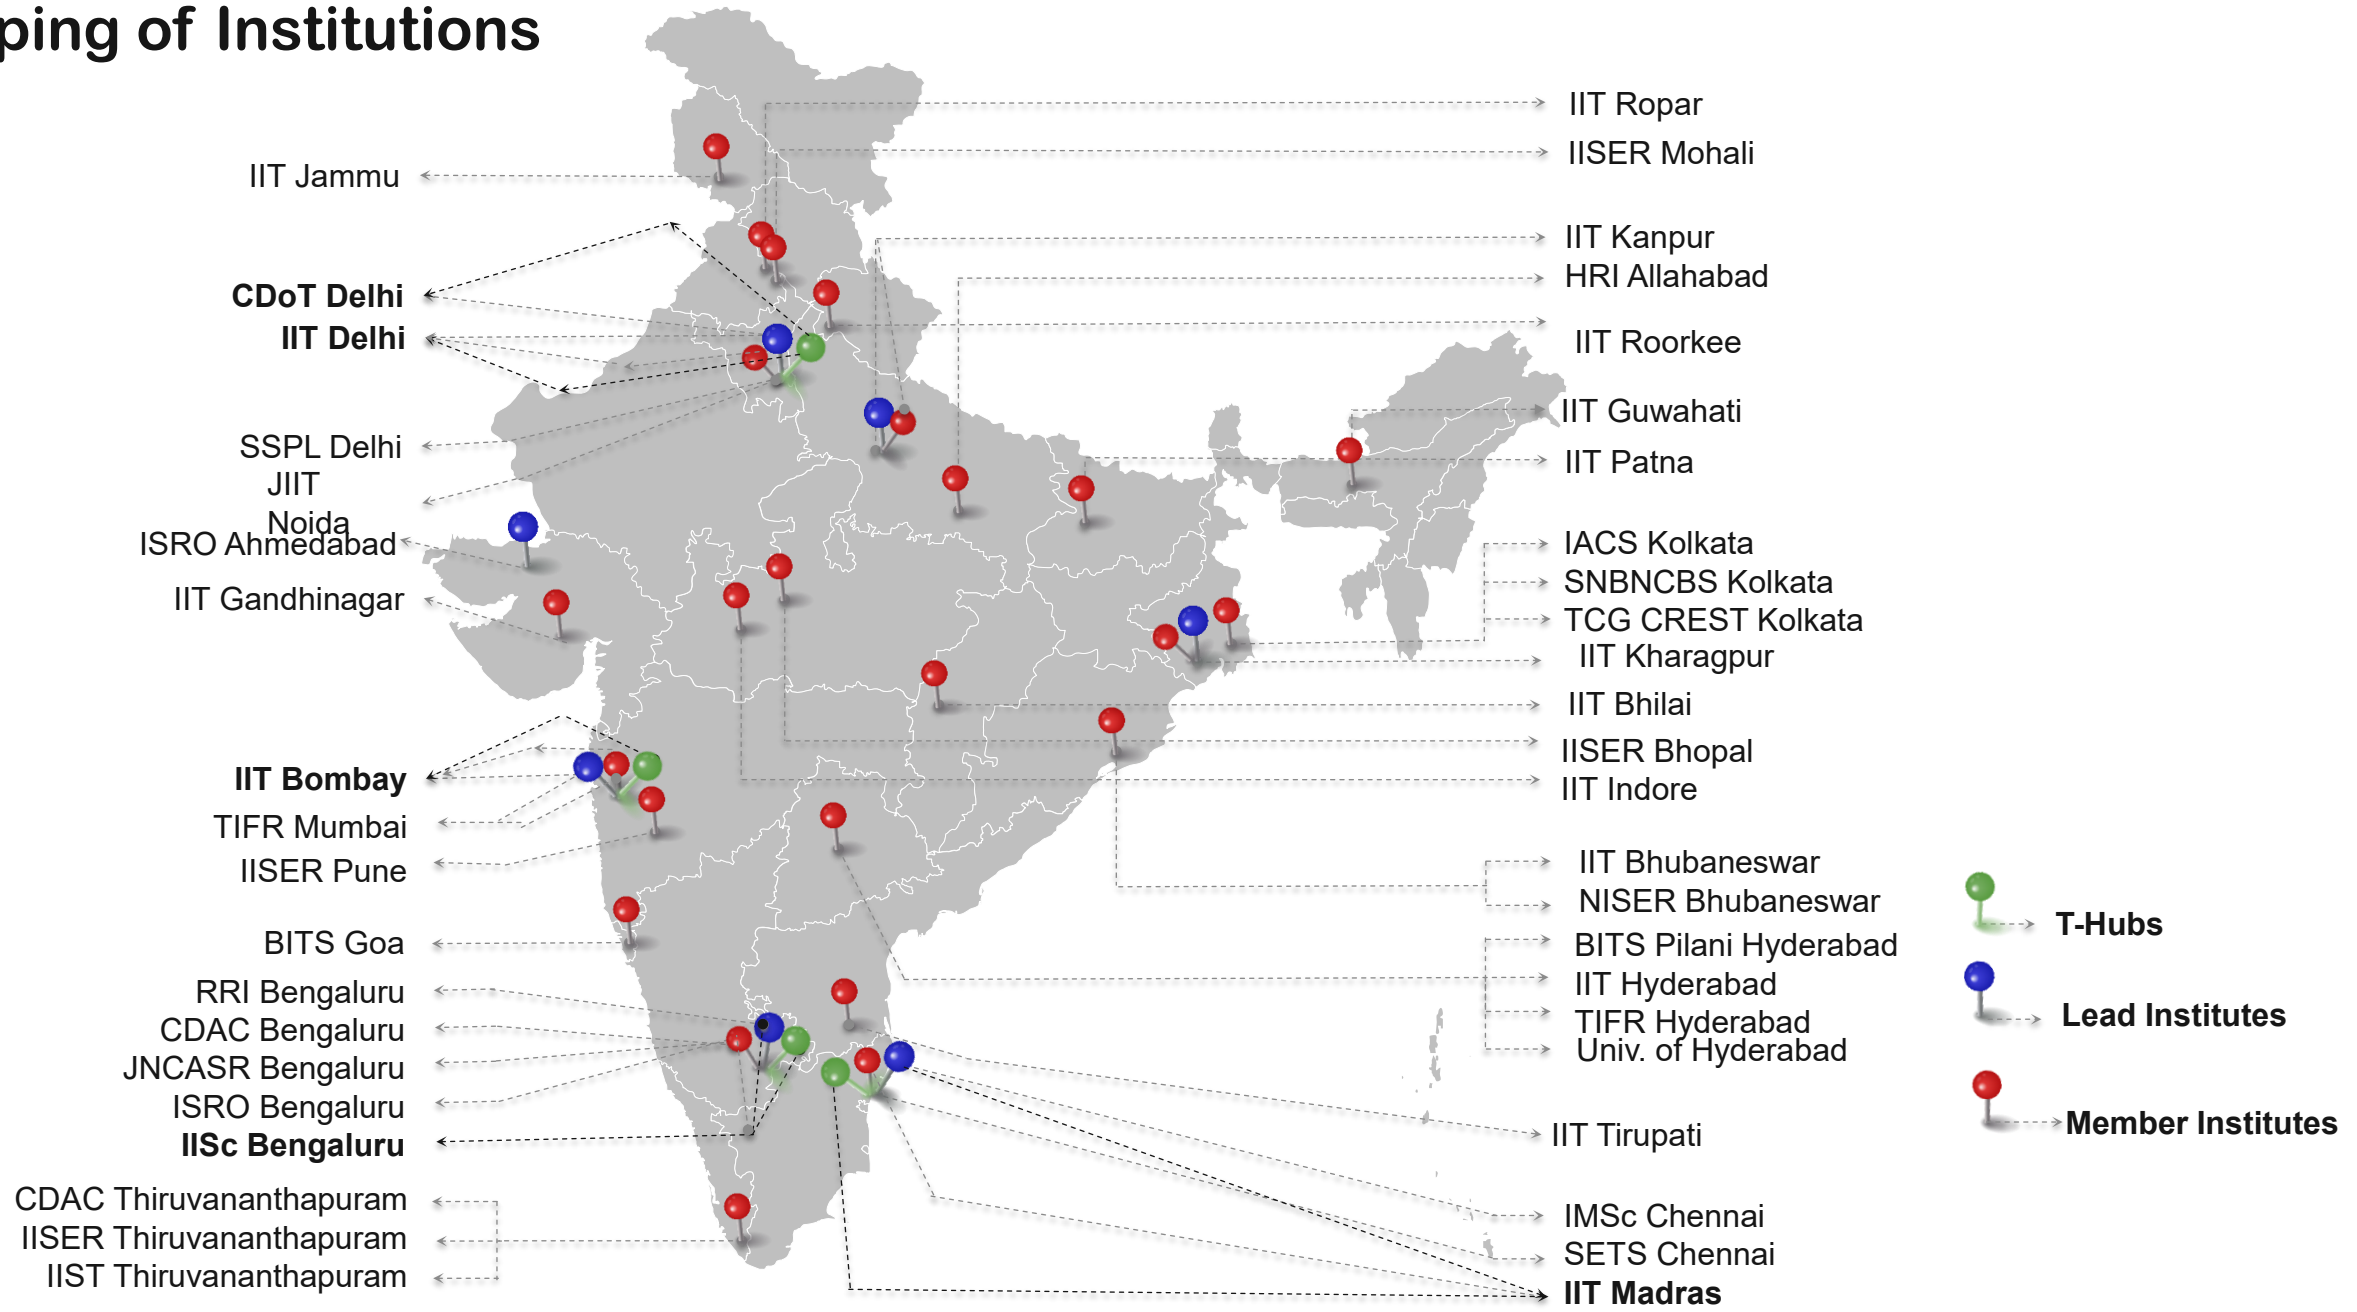 ping of Institutions
IIT Jammu
CDoT Delhi
IIT Delhi
SSPL Delhi
JIIT
Noida
ISRO Ahmedabad
IIT Gandhinagar
IIT Bombay
TIFR Mumbai
IISER Pune
BITS Goa
RRI Bengaluru
CDAC Bengaluru
JNCASR Bengaluru
ISRO Bengaluru
IISc Bengaluru
CDAC Thiruvananthapuram
IISER Thiruvananthapuram
IIST Thiruvananthapuram
IIT Ropar
IISER Mohali
IIT Kanpur
HRI Allahabad
IIT Roorkee
IIT Guwahati
IIT Patna
IACS Kolkata
SNBNCBS Kolkata
TCG CREST Kolkata
IIT Kharagpur
IIT Bhilai
IISER Bhopal
IIT Indore
IIT Bhubaneswar
NISER Bhubaneswar
BITS Pilani Hyderabad
IIT Hyderabad
TIFR Hyderabad
Univ. of Hyderabad
IIT Tirupati
IMSc Chennai
SETS Chennai
IIT Madras
T-Hubs
Lead Institutes
Member Institutes